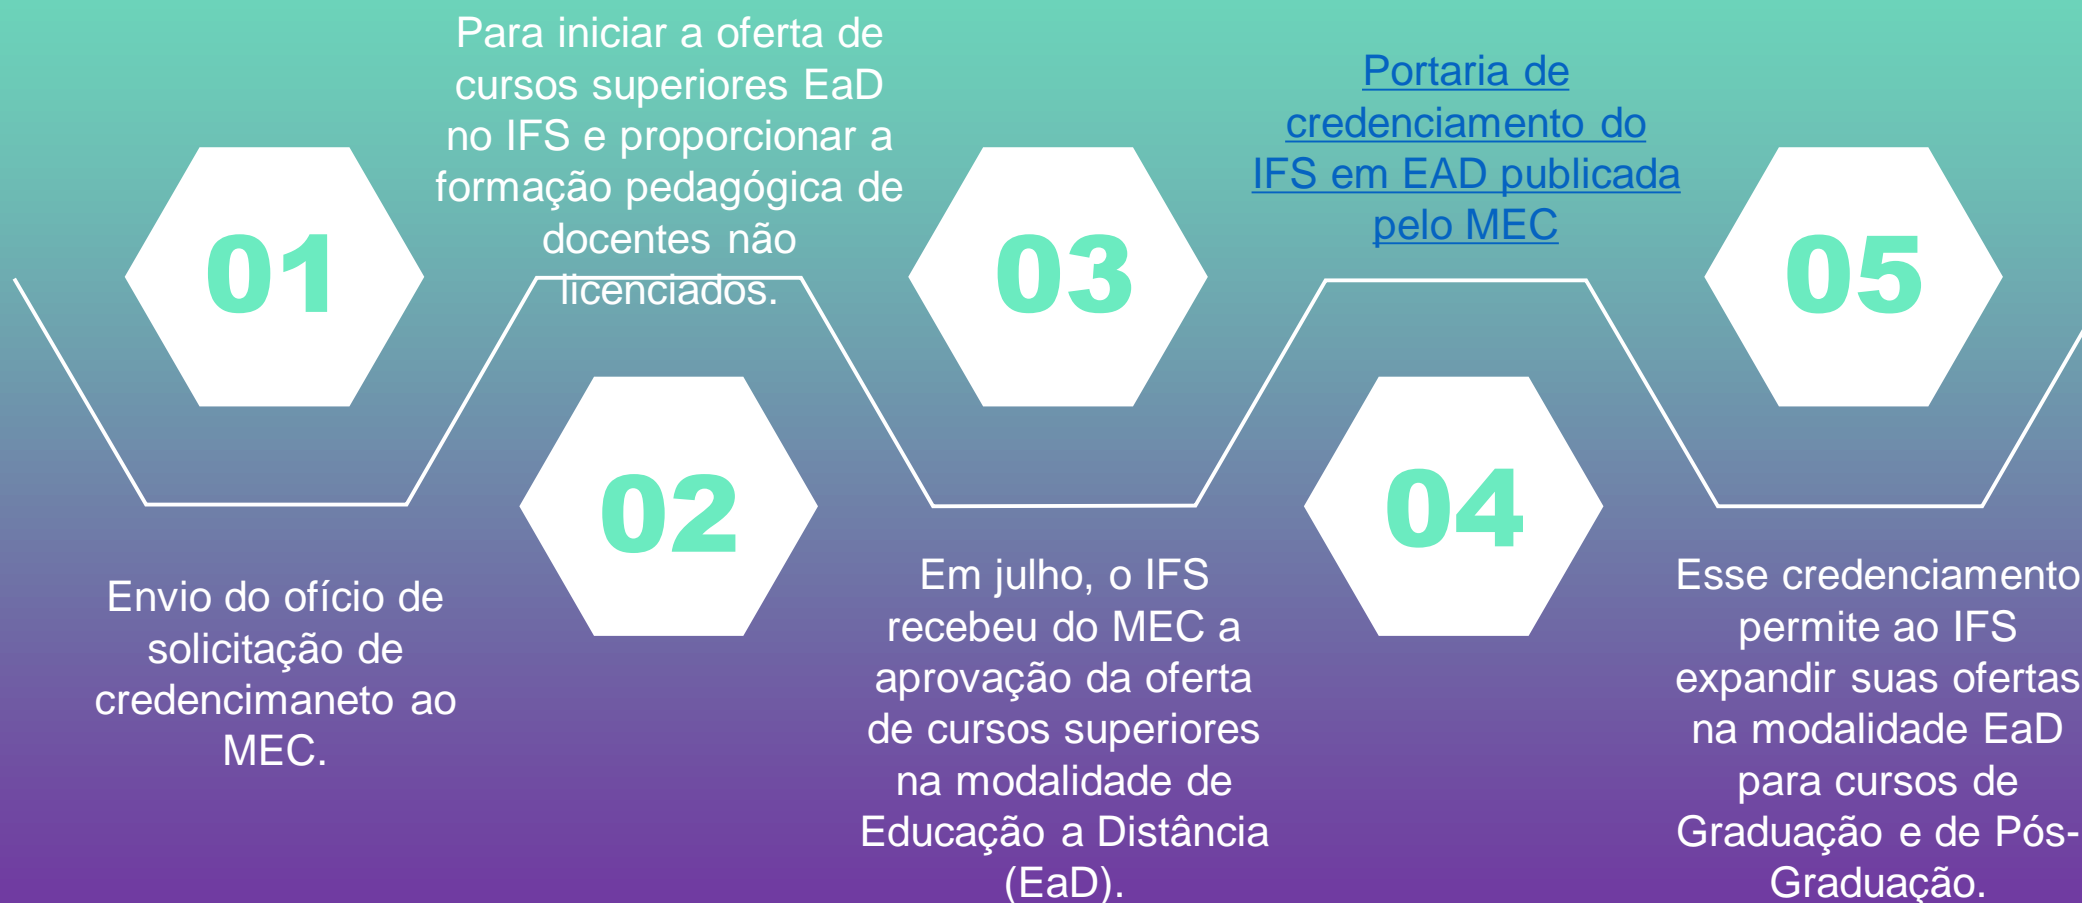 01
Envio do ofício de
solicitação de
credencimaneto ao
MEC.
Para iniciar a oferta de
cursos superiores EaD
no IFS e proporcionar a
formação pedagógica de
docentes não
licenciados.
02
03
Em julho, o IFS
recebeu do MEC a
aprovação da oferta
de cursos superiores
na modalidade de
Educação a Distância
(EaD).
Portaria de
credenciamento do
IFS em EAD publicada
pelo MEC
04
05
Esse credenciamento
permite ao IFS
expandir suas ofertas
na modalidade EaD
para cursos de
Graduação e de Pós-
Graduação.